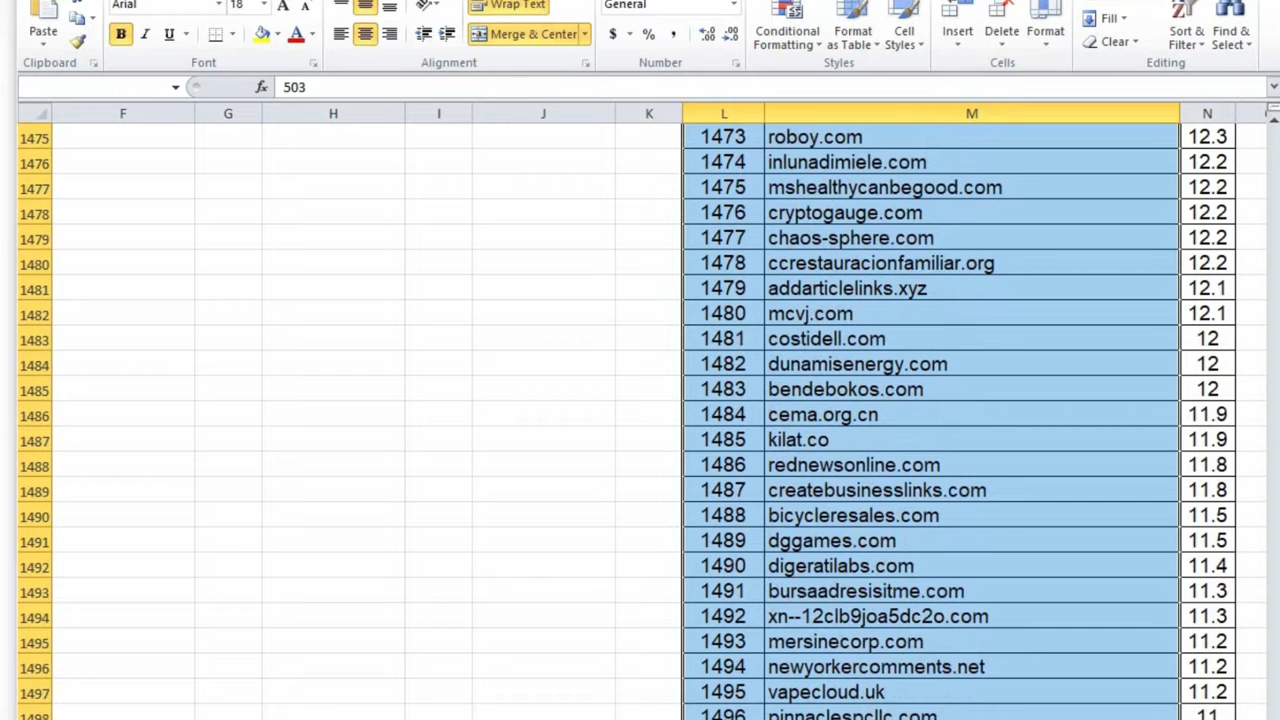 Arial 18 A A Wrap Text General
Paste B I U A Merge & Center $ % , .00 .00 Conditional Formatting Format as Table Cell Styles Insert Delete Format Fill Clear Sort & Filter Find & Select
Clipboard Font Alignment Number Styles Cells Editing
fx 503
F G H I J K L M N
1475 1473 roboy.com 12.3
1476 1474 inlunadimiele.com 12.2
1477 1475 mshealthycanbegood.com 12.2
1478 1476 cryptogauge.com 12.2
1479 1477 chaos-sphere.com 12.2
1480 1478 ccrestauracionfamiliar.org 12.2
1481 1479 addarticlelinks.xyz 12.1
1482 1480 mcvj.com 12.1
1483 1481 costidell.com 12
1484 1482 dunamisenergy.com 12
1485 1483 bendebokos.com 12
1486 1484 cema.org.cn 11.9
1487 1485 kilat.co 11.9
1488 1486 rednewsonline.com 11.8
1489 1487 createbusinesslinks.com 11.8
1490 1488 bicycleresales.com 11.5
1491 1489 dggames.com 11.5
1492 1490 digeratilabs.com 11.4
1493 1491 bursaadresisitme.com 11.3
1494 1492 xn--12clb9joa5dc2o.com 11.3
1495 1493 mersinecorp.com 11.2
1496 1494 newyorkercomments.net 11.2
1497 1495 vapecloud.uk 11.2
1498 1496 pinnaclespcllc.com 11